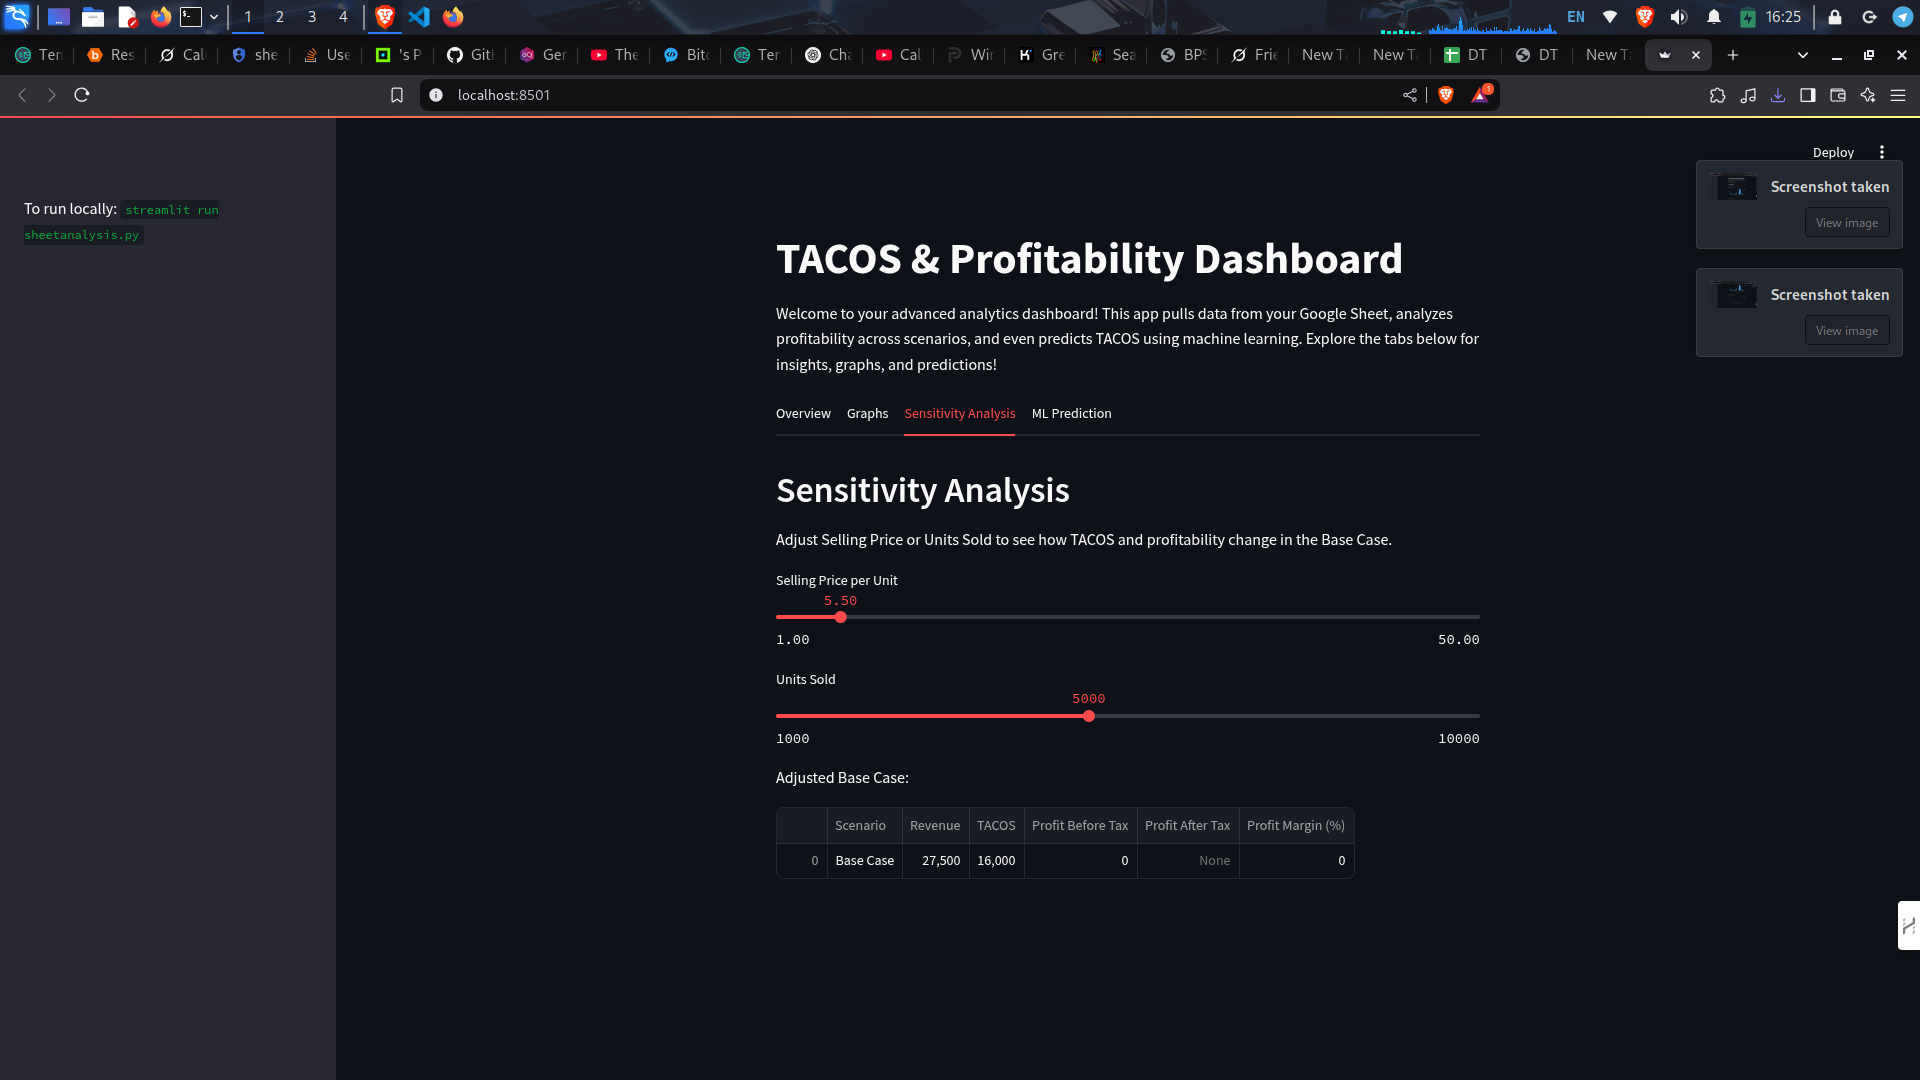 1 2 3 4 EN 16:25
Ter Res Cal she Use 's P Git Ger The Bito Ter Cha Cal Wir Gre Sea BPS Frie New Ta New Ta DT DT New Ta
localhost:8501
1
Deploy
Screenshot taken
View image
Screenshot taken
View image
To run locally: streamlit run
sheetanalysis.py
TACOS & Profitability Dashboard
Welcome to your advanced analytics dashboard! This app pulls data from your Google Sheet, analyzes
profitability across scenarios, and even predicts TACOS using machine learning. Explore the tabs below for
insights, graphs, and predictions!
Overview Graphs Sensitivity Analysis ML Prediction
Sensitivity Analysis
Adjust Selling Price or Units Sold to see how TACOS and profitability change in the Base Case.
Selling Price per Unit
5.50
1.00 50.00
Units Sold
5000
1000 10000
Adjusted Base Case:
Scenario Revenue TACOS Profit Before Tax Profit After Tax Profit Margin (%)
0 Base Case 27,500 16,000 0 None 0